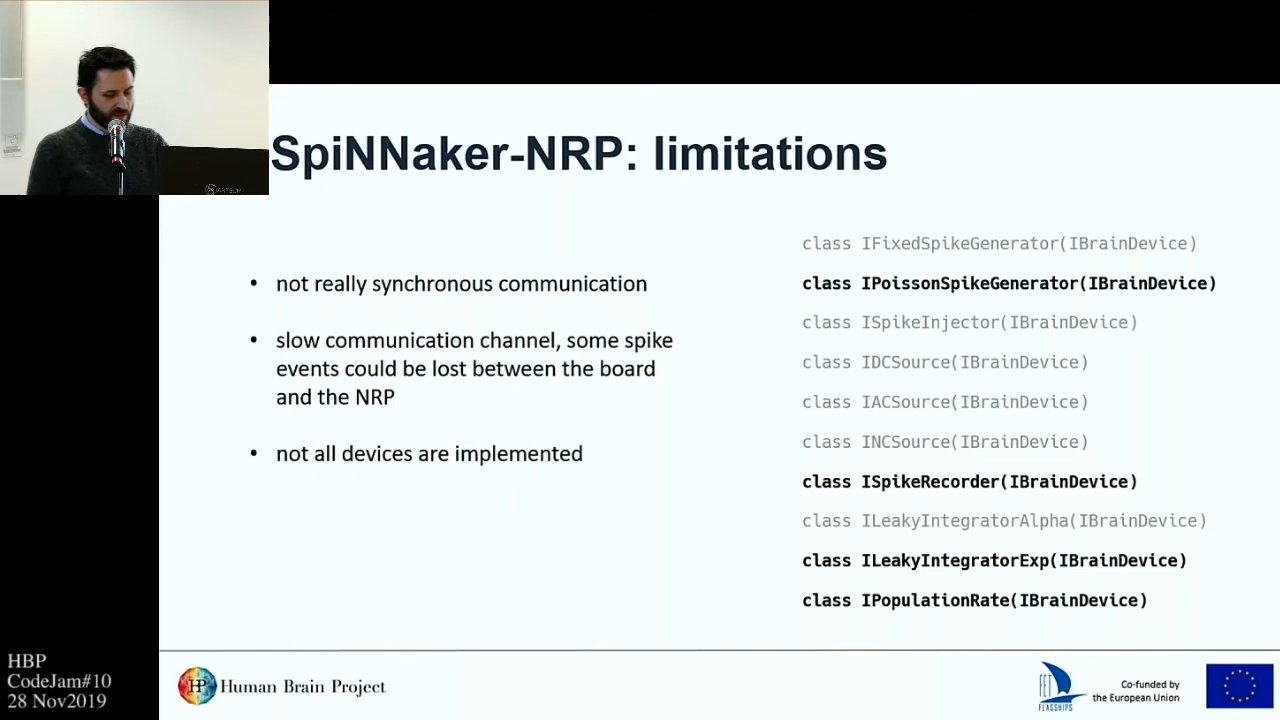 SpiNNaker-NRP: limitations
• not really synchronous communication
• slow communication channel, some spike
events could be lost between the board
and the NRP
• not all devices are implemented
class IFixedSpikeGenerator(IBrainDevice)
class IPoissonSpikeGenerator(IBrainDevice)
class ISpikeInjector(IBrainDevice)
class IDCSource(IBrainDevice)
class IACSource(IBrainDevice)
class INCSource(IBrainDevice)
class ISpikeRecorder(IBrainDevice)
class ILeakyIntegratorAlpha(IBrainDevice)
class ILeakyIntegratorExp(IBrainDevice)
class IPopulationRate(IBrainDevice)
HBP
CodeJam#10
28 Nov2019
HP Human Brain Project
FET
FLAGSHIPS
Co-funded by
the European Union